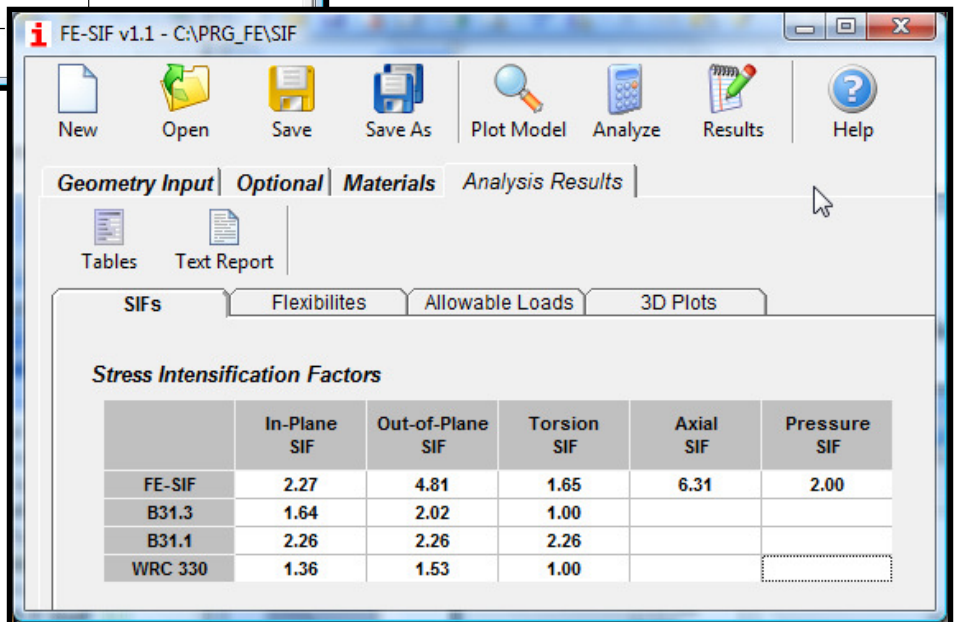 FE-SIF v1.1 - C:\PRG_FE\SIF
New Open Save Save As Plot Model Analyze Results Help
Geometry Input Optional Materials Analysis Results
Tables Text Report
SIFs Flexibilites Allowable Loads 3D Plots
Stress Intensification Factors
In-Plane Out-of-Plane Torsion Axial Pressure
SIF SIF SIF SIF SIF
FE-SIF 2.27 4.81 1.65 6.31 2.00
B31.3 1.64 2.02 1.00
B31.1 2.26 2.26 2.26
WRC 330 1.36 1.53 1.00